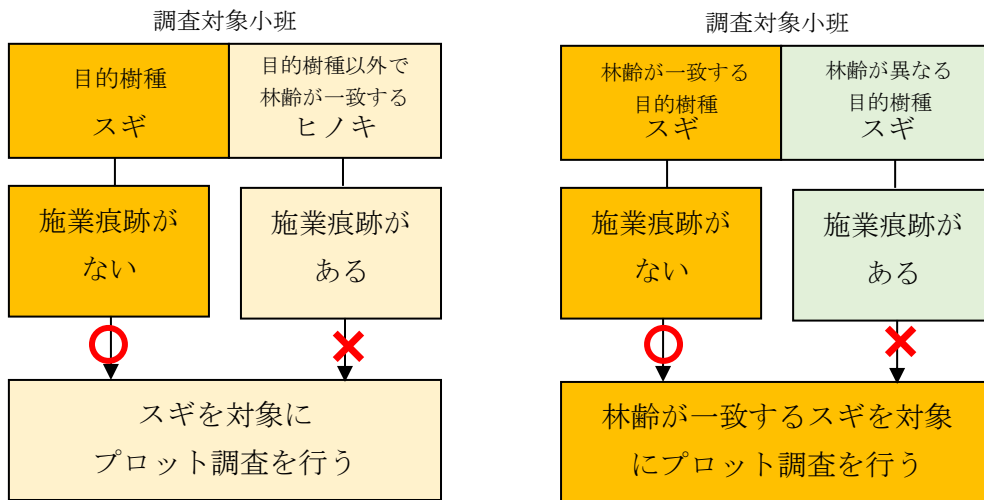 調査対象小班
目的樹種
スギ
目的樹種以外で
林齢が一致する
ヒノキ
施業痕跡が
ない
施業痕跡が
ある
スギを対象に
プロット調査を行う
調査対象小班
林齢が一致する
目的樹種
スギ
林齢が異なる
目的樹種
スギ
施業痕跡が
ない
施業痕跡が
ある
林齢が一致するスギを対象
にプロット調査を行う